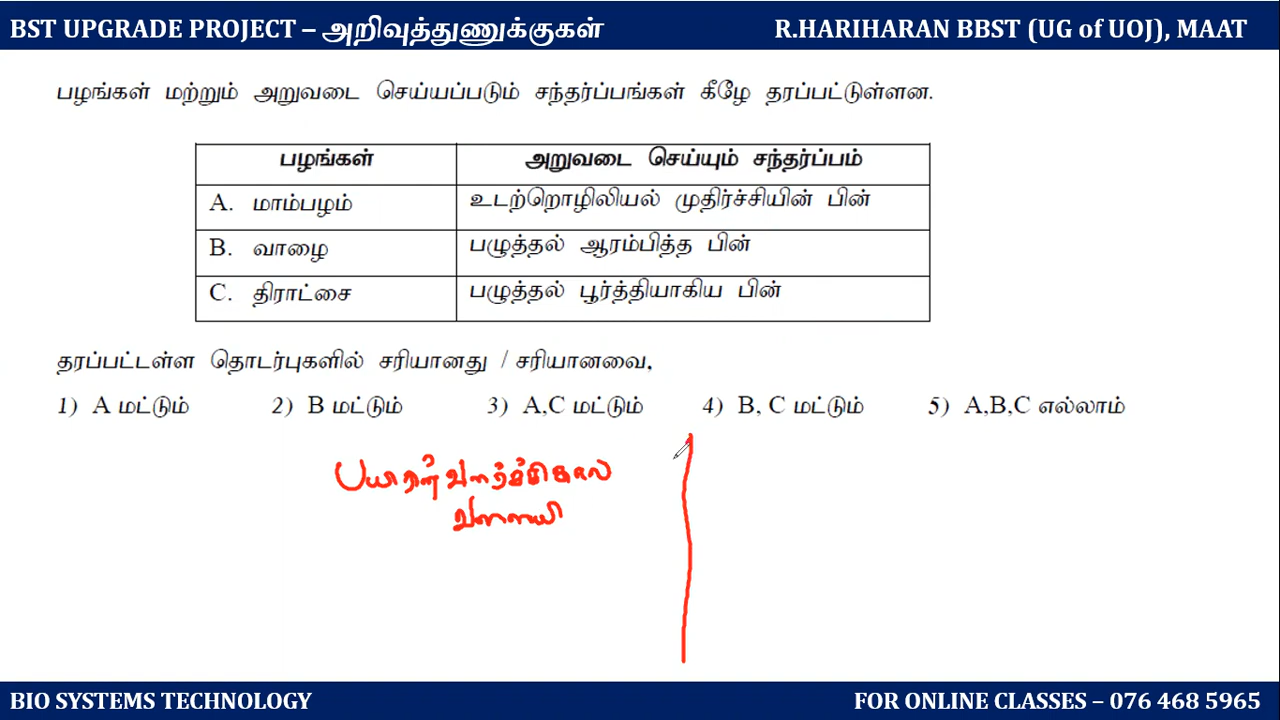 BST UPGRADE PROJECT – அறிவுத்துணுக்குகள்
R.HARIHARAN BBST (UG of UOJ), MAAT
பழங்கள் மற்றும் அறுவடை செய்யப்படும் சந்தர்ப்பங்கள் கீழே தரப்பட்டுள்ளன.
பழங்கள் அறுவடை செய்யும் சந்தர்ப்பம்
A. மாம்பழம் உடற்றொழிலியல் முதிர்ச்சியின் பின்
B. வாழை பழுத்தல் ஆரம்பித்த பின்
C. திராட்சை பழுத்தல் பூர்த்தியாகிய பின்
தரப்பட்டள்ள தொடர்புகளில் சரியானது / சரியானவை,
1) A மட்டும் 2) B மட்டும் 3) A,C மட்டும் 4) B, C மட்டும் 5) A,B,C எல்லாம்
BIO SYSTEMS TECHNOLOGY
FOR ONLINE CLASSES – 076 468 5965